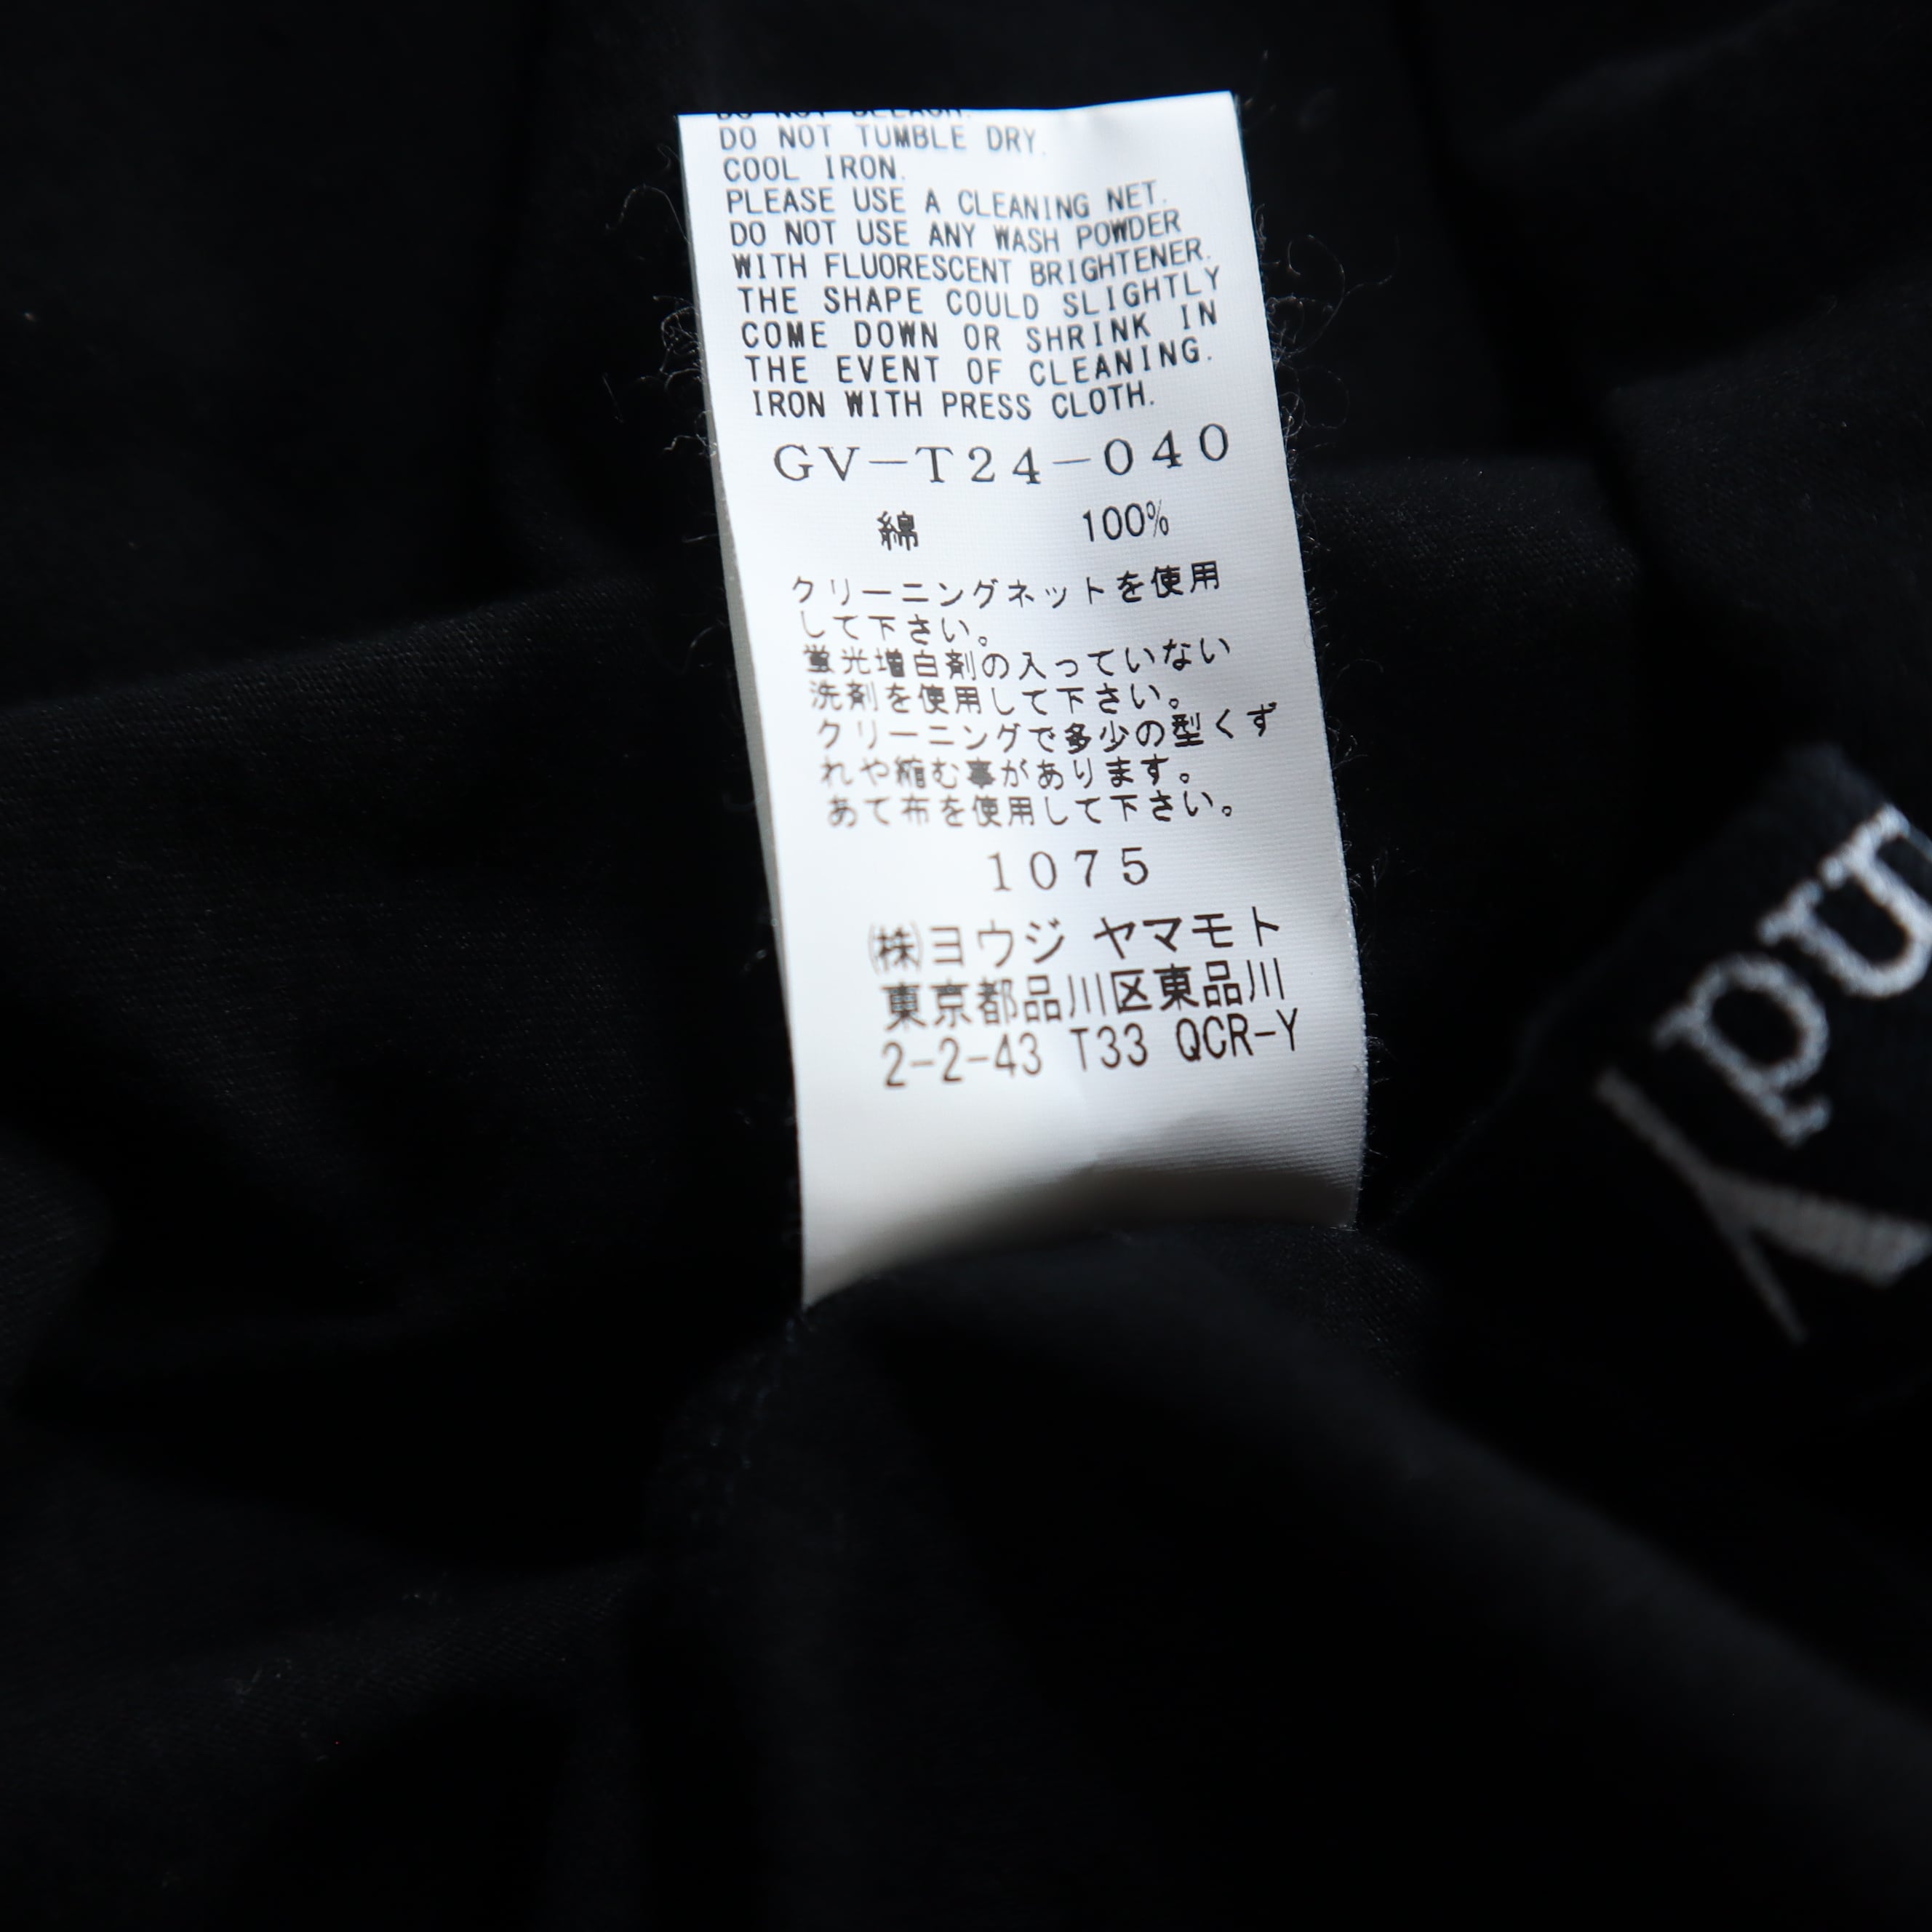 DO NOT BLEACH.
DO NOT TUMBLE DRY.
COOL IRON.
PLEASE USE A CLEANING NET.
DO NOT USE ANY WASH POWDER
WITH FLUORESCENT BRIGHTENER.
THE SHAPE COULD SLIGHTLY
COME DOWN OR SHRINK IN
THE EVENT OF CLEANING.
IRON WITH PRESS CLOTH.
GV-T24-040
綿 100%
クリーニングネットを使用
して下さい。
蛍光増白剤の入っていない
洗剤を使用して下さい。
クリーニングで多少の型くず
れや縮む事があります。
あて布を使用して下さい。
1075
㈱ヨウジ ヤマモト
東京都品川区東品川
2-2-43 T33 QCR-Y